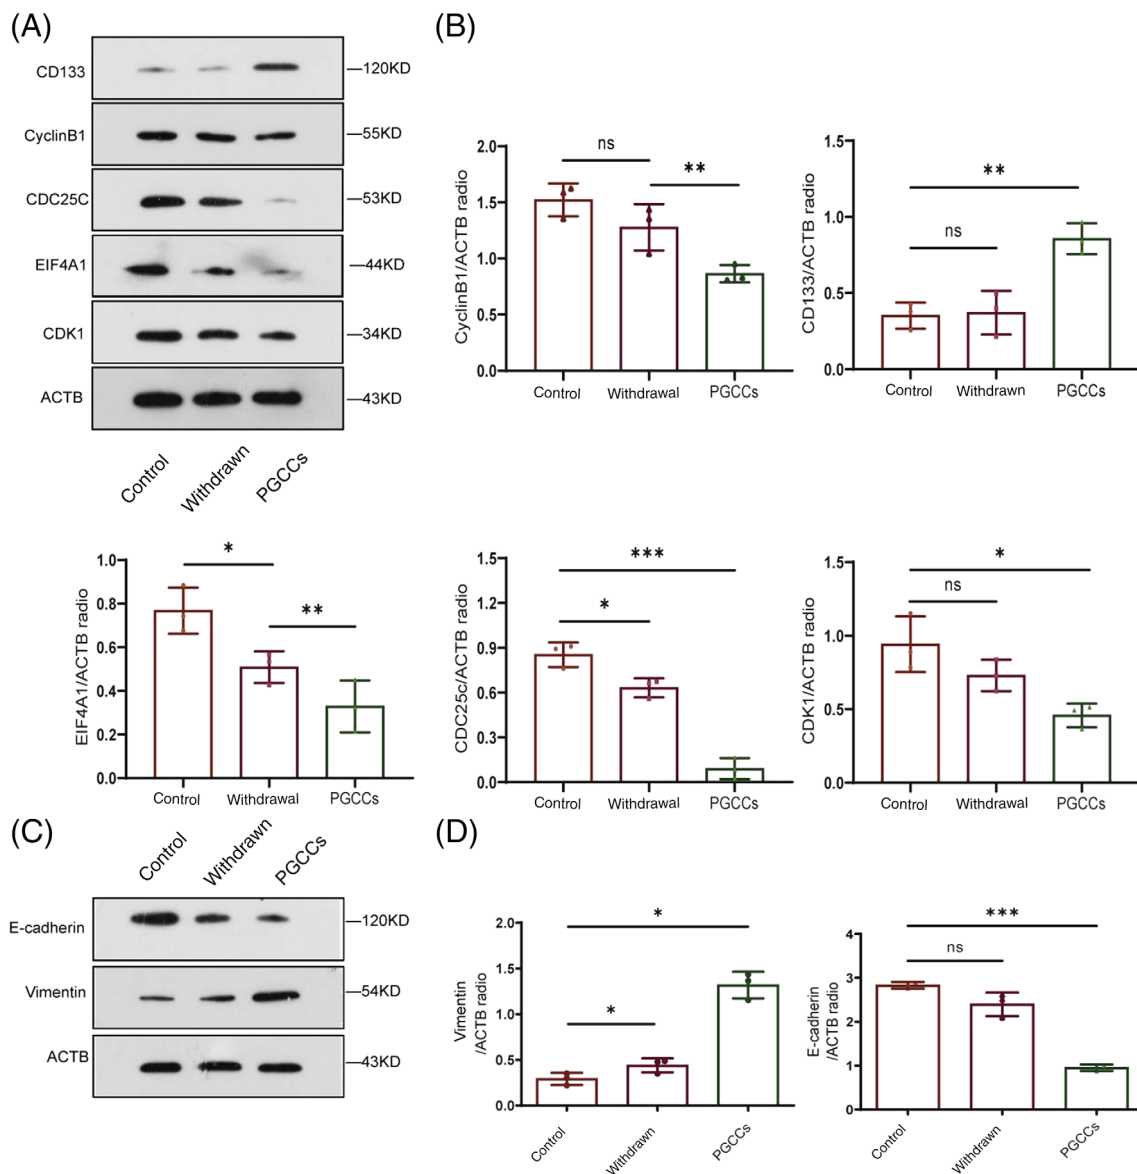 (A)
CD133
—120KD
CyclinB1
—55KD
CDC25C
—53KD
EIF4A1
—44KD
CDK1
—34KD
ACTB
—43KD
Control
Withdrawn
PGCCs
(B)
CyclinB1/ACTB radio
2.0
1.5
1.0
0.5
0.0
ns
**
Control
Withdrawal
PGCCs
CD133/ACTB radio
1.5
1.0
0.5
0.0
**
ns
Control
Withdrawn
PGCCs
EIF4A1/ACTB radio
1.0
0.8
0.6
0.4
0.2
0.0
*
**
Control
Withdrawal
PGCCs
CDC25c/ACTB radio
1.5
1.2
0.9
0.6
0.3
0.0
***
*
Control
Withdrawal
PGCCs
CDK1/ACTB radio
1.5
1.0
0.5
0.0
*
ns
Control
Withdrawal
PGCCs
(C)
Control
Withdrawn
PGCCs
E-cadherin
—120KD
Vimentin
—54KD
ACTB
—43KD
(D)
Vimentin
/ACTB radio
2.0
1.5
1.0
0.5
0.0
*
*
Control
Withdrawn
PGCCs
E-cadherin
/ACTB radio
4
3
2
1
0
***
ns
Control
Withdrawn
PGCCs